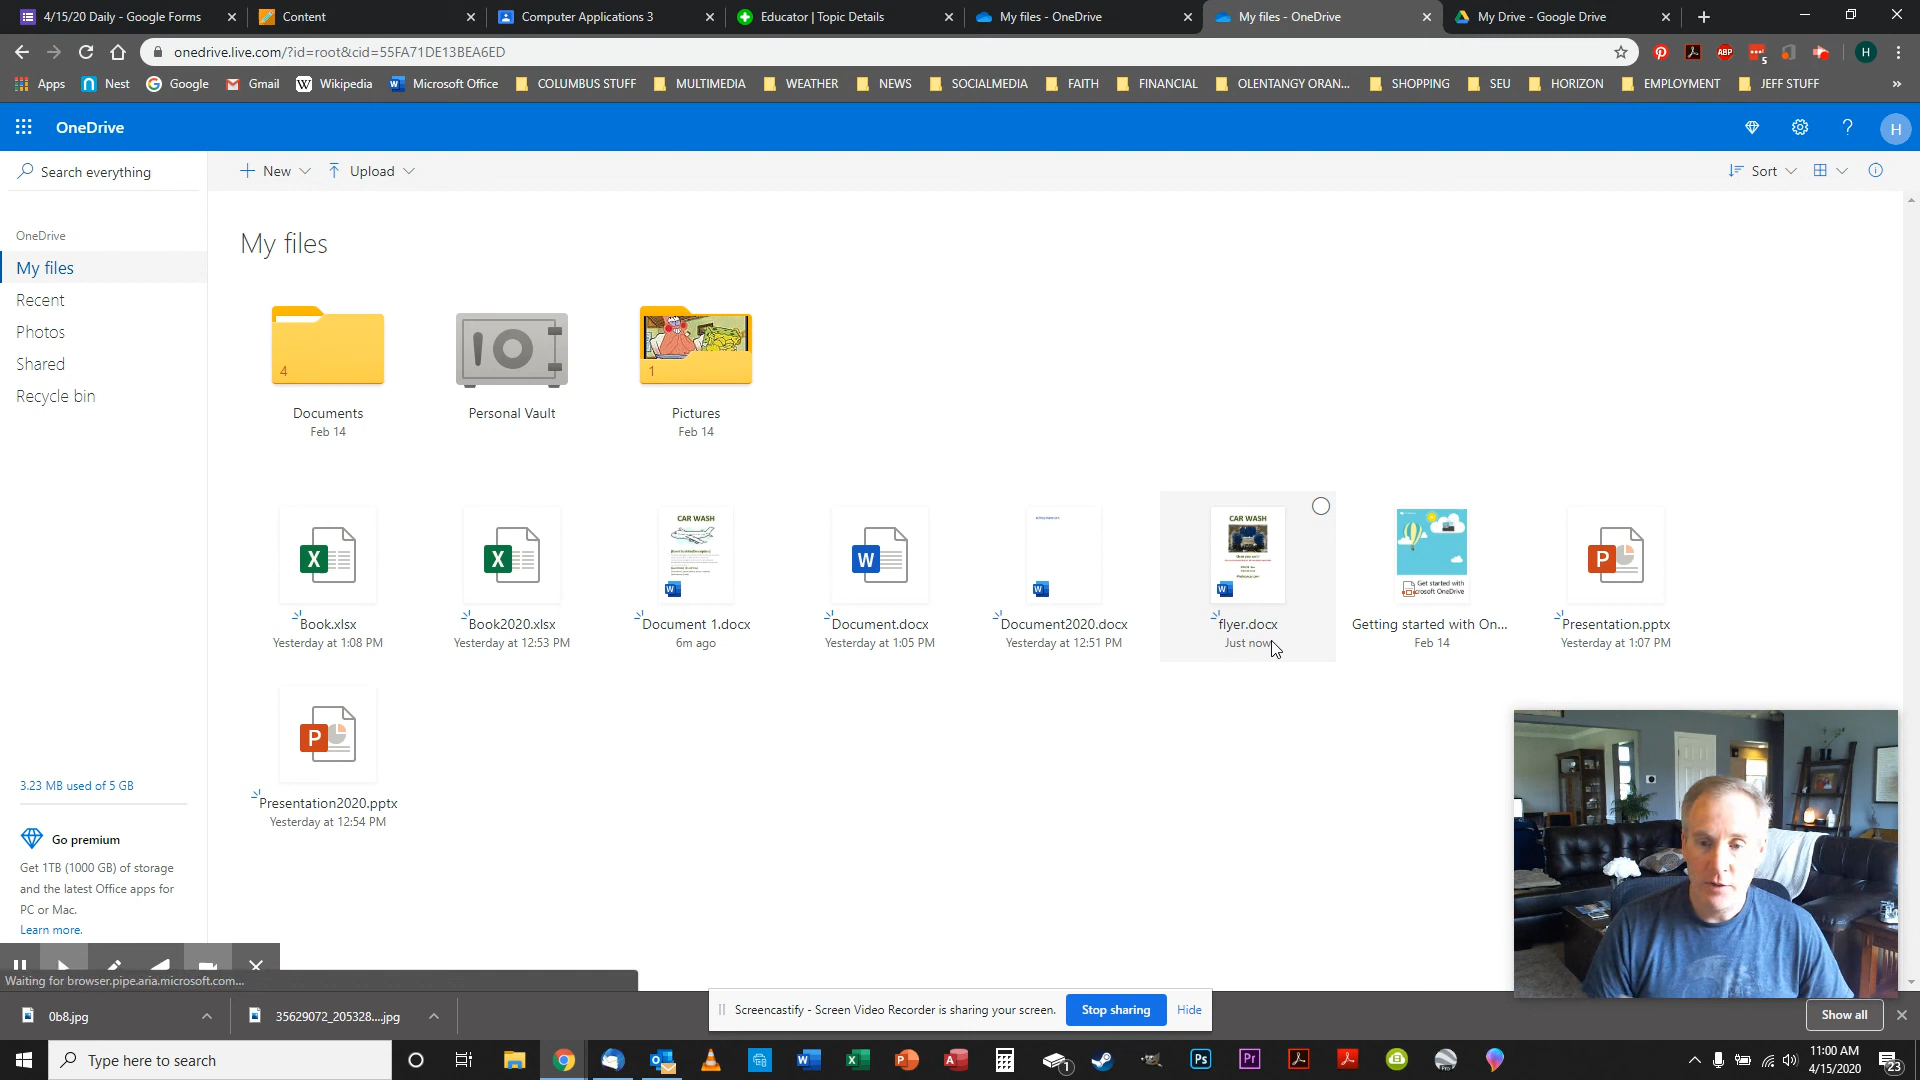 4/15/20 Daily - Google Forms
Content
Computer Applications 3
Educator | Topic Details
My files - OneDrive
My files - OneDrive
My Drive - Google Drive
onedrive.live.com/?id=root&cid=55FA71DE13BEA6ED
ABP
5
H
Apps
Nest
Google
Gmail
Wikipedia
Microsoft Office
COLUMBUS STUFF
MULTIMEDIA
WEATHER
NEWS
SOCIALMEDIA
FAITH
FINANCIAL
OLENTANGY ORAN...
SHOPPING
SEU
HORIZON
EMPLOYMENT
JEFF STUFF
»
OneDrive
?
H
Search everything
New
Upload
Sort
OneDrive
My files
Recent
Photos
Shared
Recycle bin
My files
4
Documents
Feb 14
Personal Vault
1
Pictures
Feb 14
X
Book.xlsx
Yesterday at 1:08 PM
X
Book2020.xlsx
Yesterday at 12:53 PM
CAR WASH
W
Document 1.docx
6m ago
W
Document.docx
Yesterday at 1:05 PM
W
Document2020.docx
Yesterday at 12:51 PM
CAR WASH
W
flyer.docx
Just now
Get started with
Getting started with On...
Feb 14
P
Presentation.pptx
Yesterday at 1:07 PM
P
Presentation2020.pptx
Yesterday at 12:54 PM
3.23 MB used of 5 GB
Go premium
Get 1TB (1000 GB) of storage
and the latest Office apps for
PC or Mac.
Learn more.
Waiting for browser.pipe.aria.microsoft.com...
0b8.jpg
35629072_205328....jpg
Screencastify - Screen Video Recorder is sharing your screen.
Stop sharing
Hide
Show all
Type here to search
1
Ps
Pr
11:00 AM
4/15/2020
23